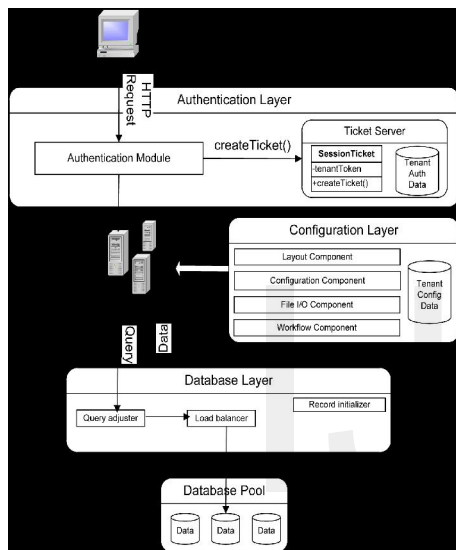 HTTP
Request
Authentication Layer
Authentication Module
createTicket()
Ticket Server
SessionTicket
-tenantToken
+createTicket()
Tenant
Auth
Data
Configuration Layer
Layout Component
Configuration Component
File I/O Component
Workflow Component
Tenant
Config
Data
Query
Data
Database Layer
Record initializer
Query adjuster
Load balancer
Database Pool
Data
Data
Data